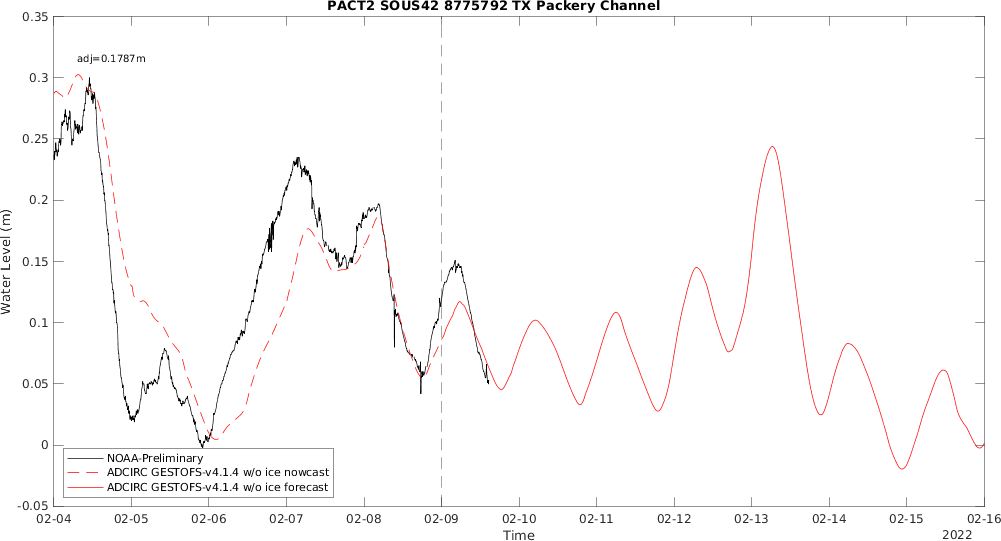 PACT2 SOUS42 8775792 TX Packery Channel
adj=0.1787m
0.35
0.3
0.25
0.2
0.15
0.1
0.05
0
-0.05
Water Level (m)
NOAA-Preliminary
ADCIRC GESTOFS-v4.1.4 w/o ice nowcast
ADCIRC GESTOFS-v4.1.4 w/o ice forecast
02-04 02-05 02-06 02-07 02-08 02-09 02-10 02-11 02-12 02-13 02-14 02-15 02-16
Time
2022